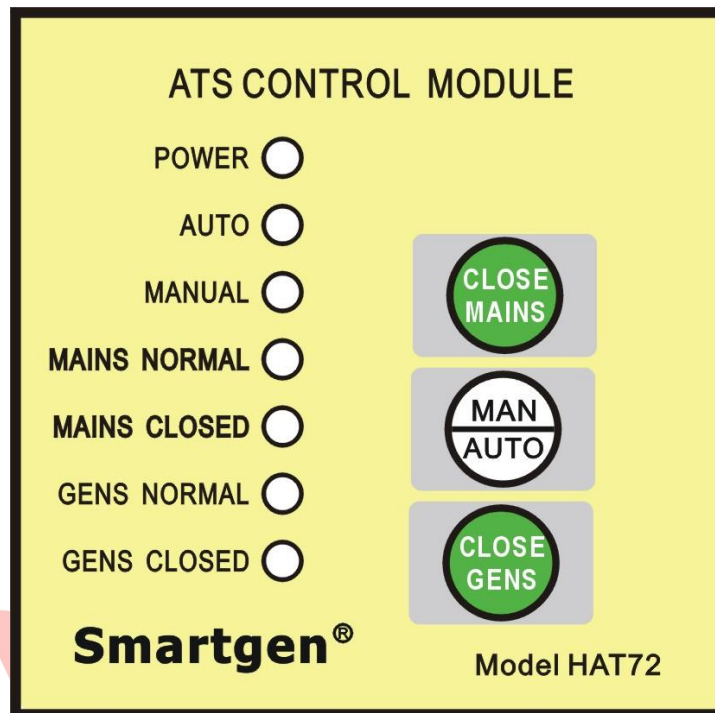 ATS CONTROL MODULE
POWER
AUTO
MANUAL
MAINS NORMAL
MAINS CLOSED
GENS NORMAL
GENS CLOSED
CLOSE
MAINS
MAN
AUTO
CLOSE
GENS
Smartgen®
Model HAT72